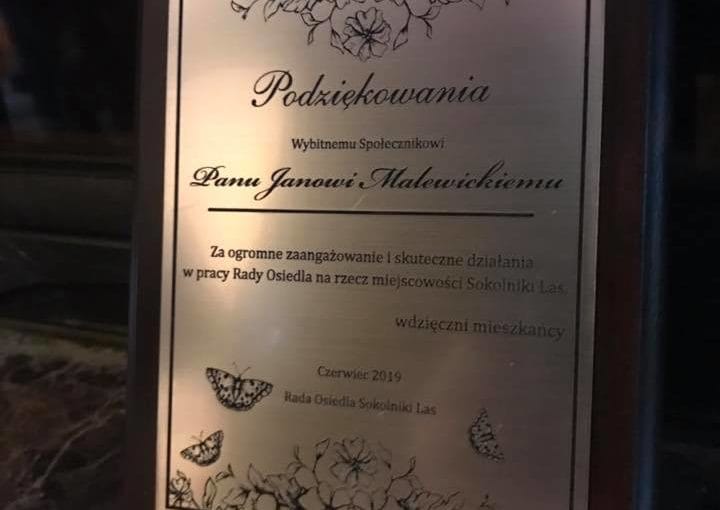 Podziękowania
Wybitnemu Społecznikowi
Panu Janowi Malewickiemu
Za ogromne zaangażowanie i skuteczne działania
w pracy Rady Osiedla na rzecz miejscowości Sokolniki Las.
wdzięczni mieszkańcy
Czerwiec 2019
Rada Osiedla Sokolniki Las